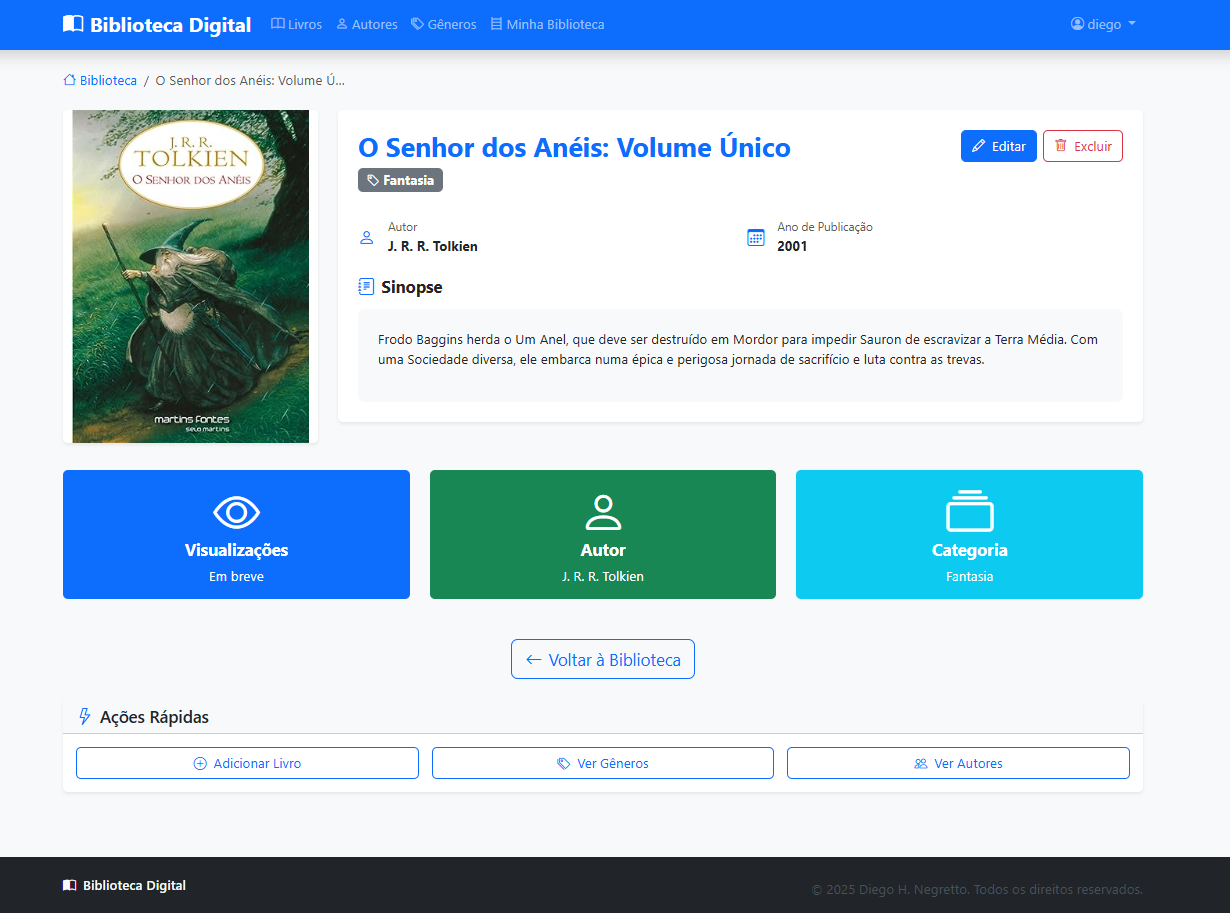 Biblioteca Digital Livros Autores Gêneros Minha Biblioteca diego
Biblioteca / O Senhor dos Anéis: Volume Ú...
J.R.R.
TOLKIEN
O SENHOR DOS ANÉIS
martins fontes
selo martins
O Senhor dos Anéis: Volume Único
Editar Excluir
Fantasia
Autor
J. R. R. Tolkien
Ano de Publicação
2001
Sinopse
Frodo Baggins herda o Um Anel, que deve ser destruído em Mordor para impedir Sauron de escravizar a Terra Média. Com
uma Sociedade diversa, ele embarca numa épica e perigosa jornada de sacrifício e luta contra as trevas.
Visualizações
Em breve
Autor
J. R. R. Tolkien
Categoria
Fantasia
Voltar à Biblioteca
Ações Rápidas
Adicionar Livro Ver Gêneros Ver Autores
Biblioteca Digital
© 2025 Diego H. Negretto. Todos os direitos reservados.